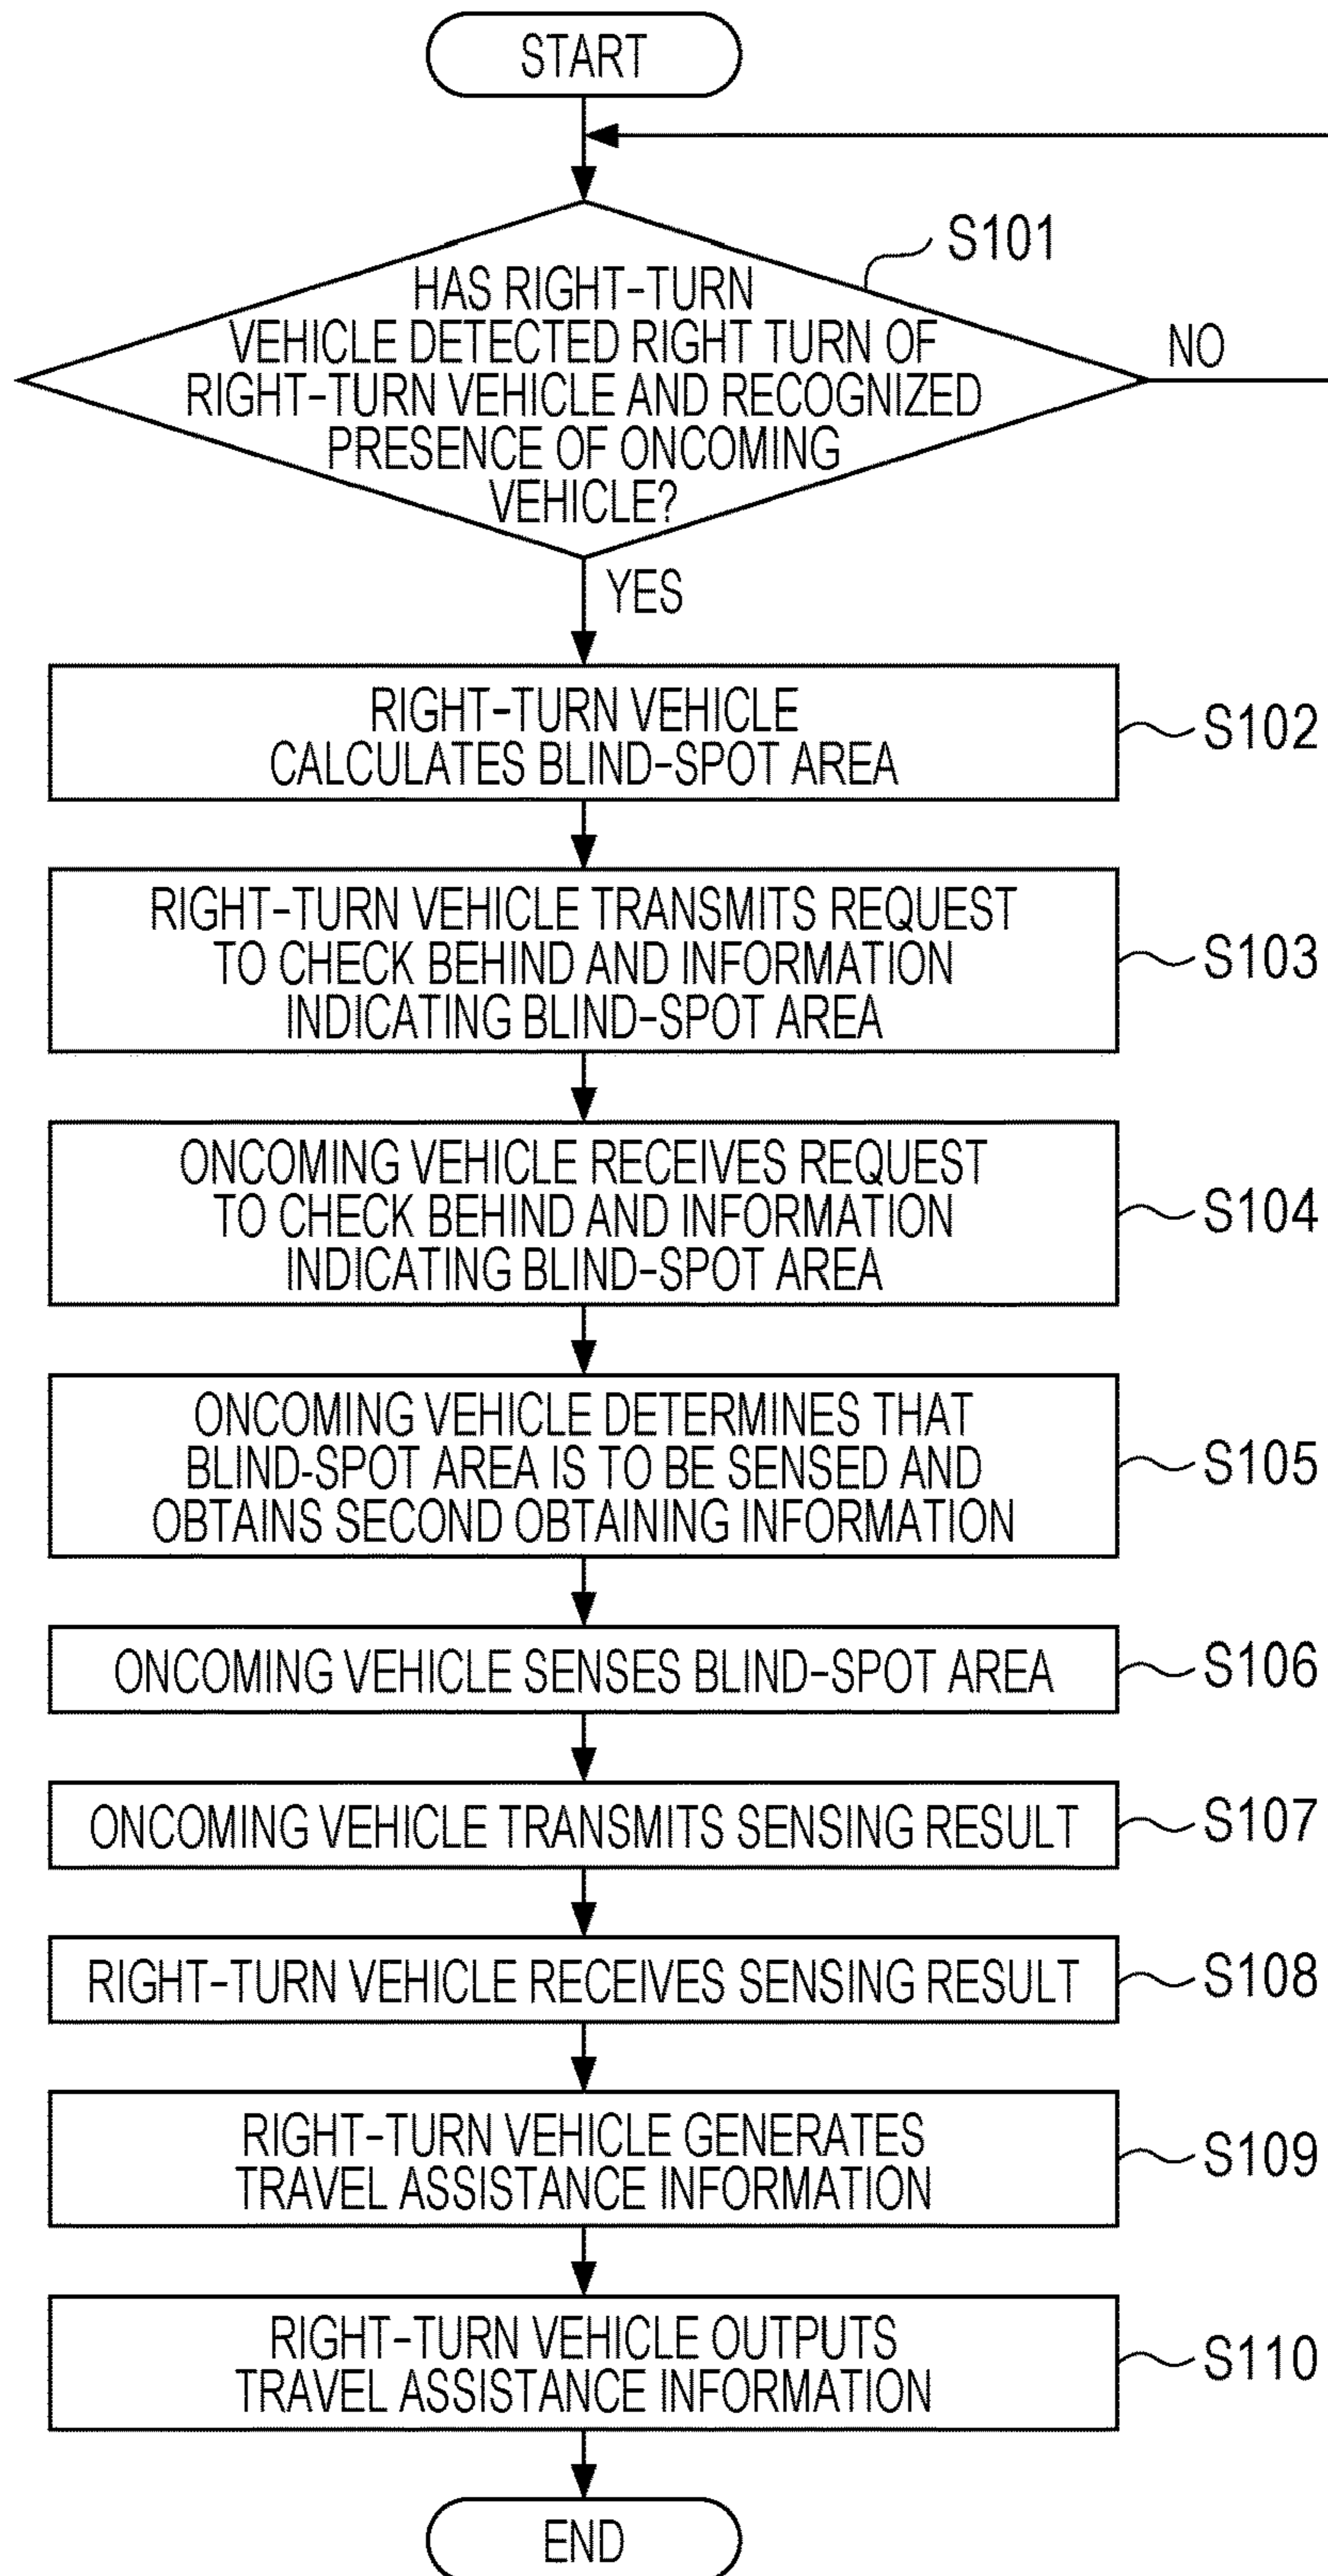 START
S101
HAS RIGHT-TURN
VEHICLE DETECTED RIGHT TURN OF
RIGHT-TURN VEHICLE AND RECOGNIZED
PRESENCE OF ONCOMING
VEHICLE?
NO
YES
RIGHT-TURN VEHICLE
CALCULATES BLIND-SPOT AREA
S102
RIGHT-TURN VEHICLE TRANSMITS REQUEST
TO CHECK BEHIND AND INFORMATION
INDICATING BLIND-SPOT AREA
S103
ONCOMING VEHICLE RECEIVES REQUEST
TO CHECK BEHIND AND INFORMATION
INDICATING BLIND-SPOT AREA
S104
ONCOMING VEHICLE DETERMINES THAT
BLIND-SPOT AREA IS TO BE SENSED AND
OBTAINS SECOND OBTAINING INFORMATION
S105
ONCOMING VEHICLE SENSES BLIND-SPOT AREA
S106
ONCOMING VEHICLE TRANSMITS SENSING RESULT
S107
RIGHT-TURN VEHICLE RECEIVES SENSING RESULT
S108
RIGHT-TURN VEHICLE GENERATES
TRAVEL ASSISTANCE INFORMATION
S109
RIGHT-TURN VEHICLE OUTPUTS
TRAVEL ASSISTANCE INFORMATION
S110
END